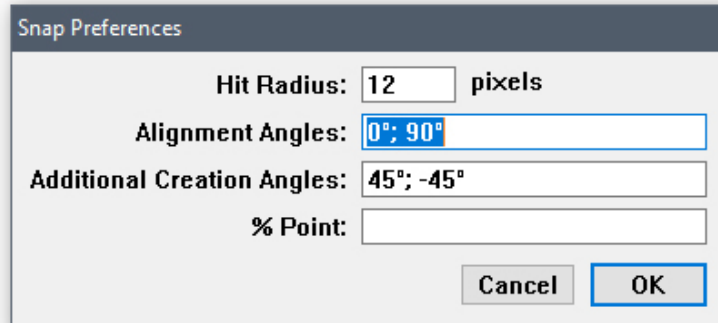 Snap Preferences
Hit Radius: 12 pixels
Alignment Angles: 0°; 90°
Additional Creation Angles: 45°; -45°
% Point:
Cancel OK